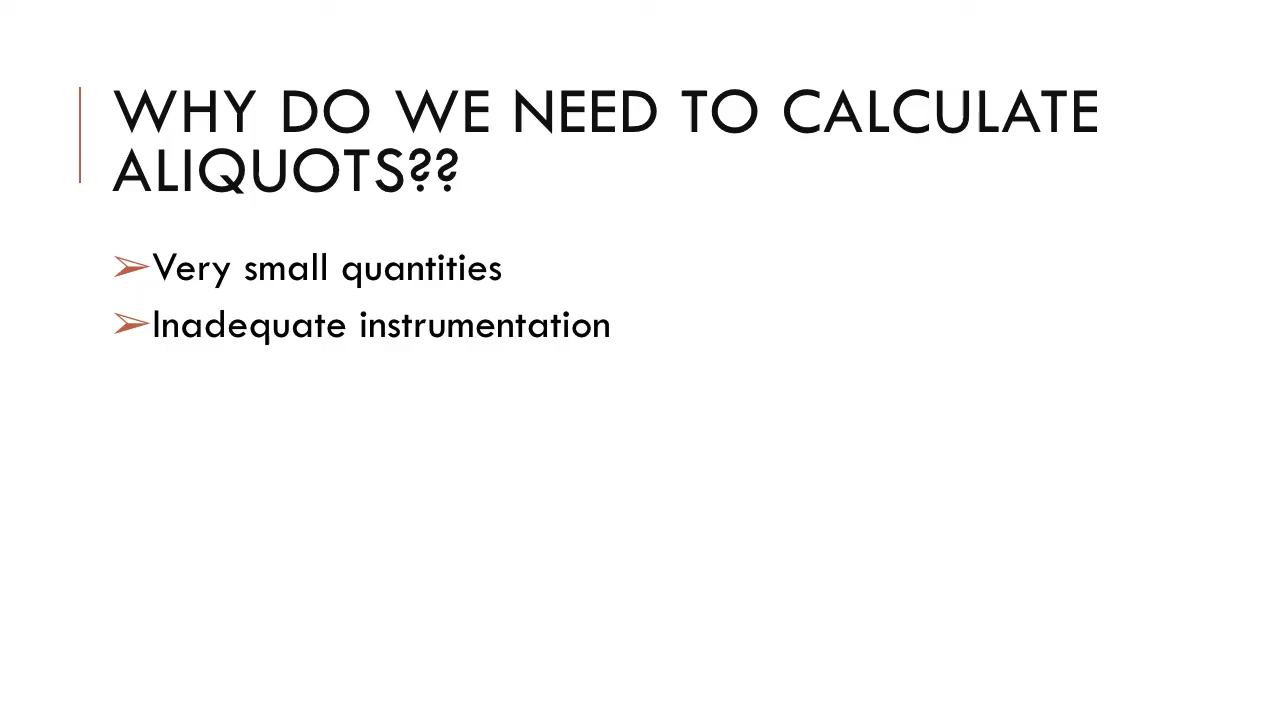 WHY DO WE NEED TO CALCULATE
ALIQUOTS??
➢Very small quantities
➢Inadequate instrumentation